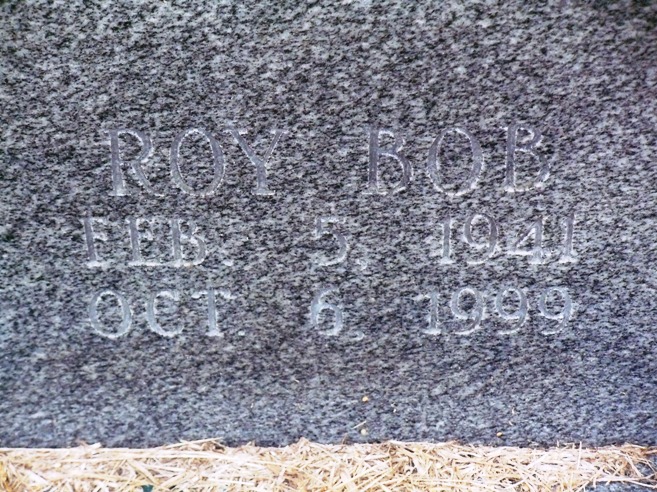 ROY BOB
FEB. 5, 1941
OCT. 6, 1999